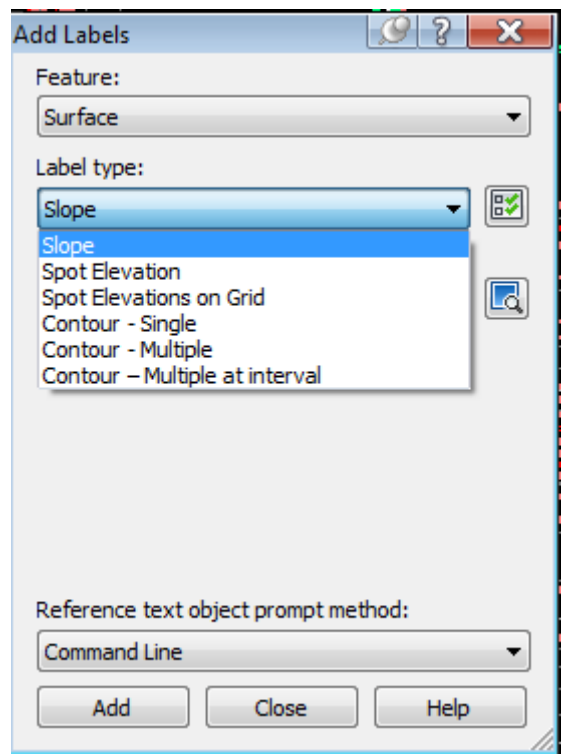 Add Labels
?
Feature:
Surface
Label type:
Slope
Slope
Spot Elevation
Spot Elevations on Grid
Contour - Single
Contour - Multiple
Contour – Multiple at interval
Reference text object prompt method:
Command Line
Add Close Help